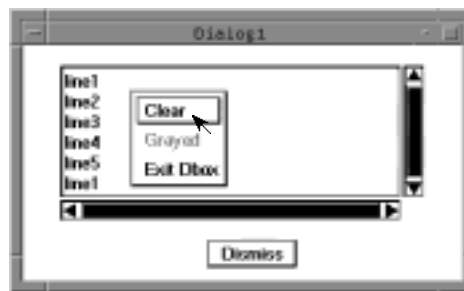 Dialog1
line1
line2
line3
line4
line5
line1
Clear
Grayed
Exit Dbox
Dismiss